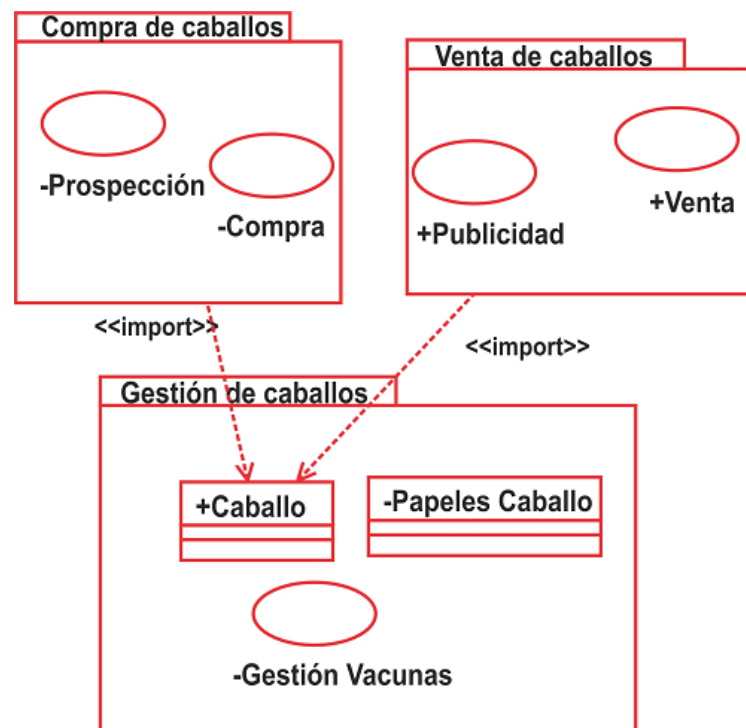 Compra de caballos
-Prospección
-Compra
Venta de caballos
+Publicidad
+Venta
<<import>>
<<import>>
Gestión de caballos
+Caballo
-Papeles Caballo
-Gestión Vacunas